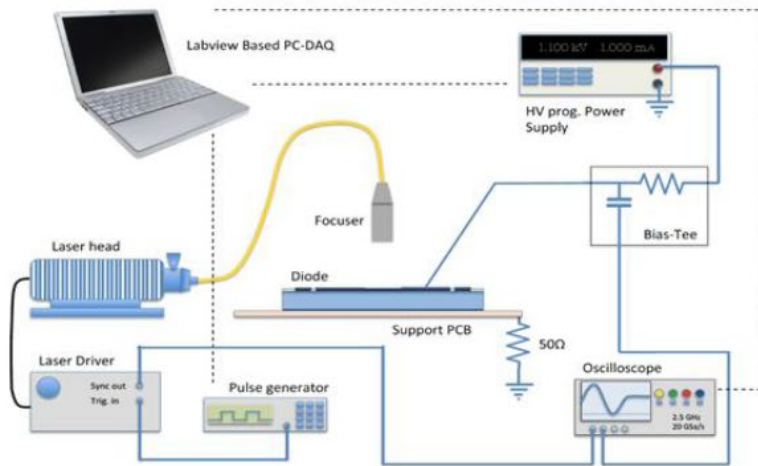 Labview Based PC-DAQ
1.100 kV 1.000 mA
HV prog. Power
Supply
Focuser
Bias-Tee
Laser head
Diode
Support PCB
50Ω
Laser Driver
Sync out
Trig. in
Pulse generator
Oscilloscope
2.5 GHz
20 GSa/s